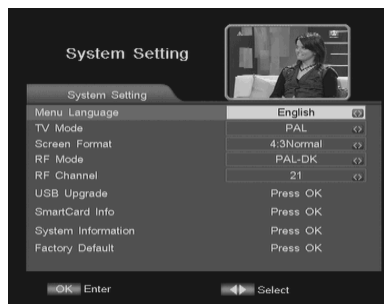 System Setting
System Setting
Menu Language English
TV Mode PAL
Screen Format 4:3Normal
RF Mode PAL-DK
RF Channel 21
USB Upgrade Press OK
SmartCard Info Press OK
System Information Press OK
Factory Default Press OK
OK Enter Select